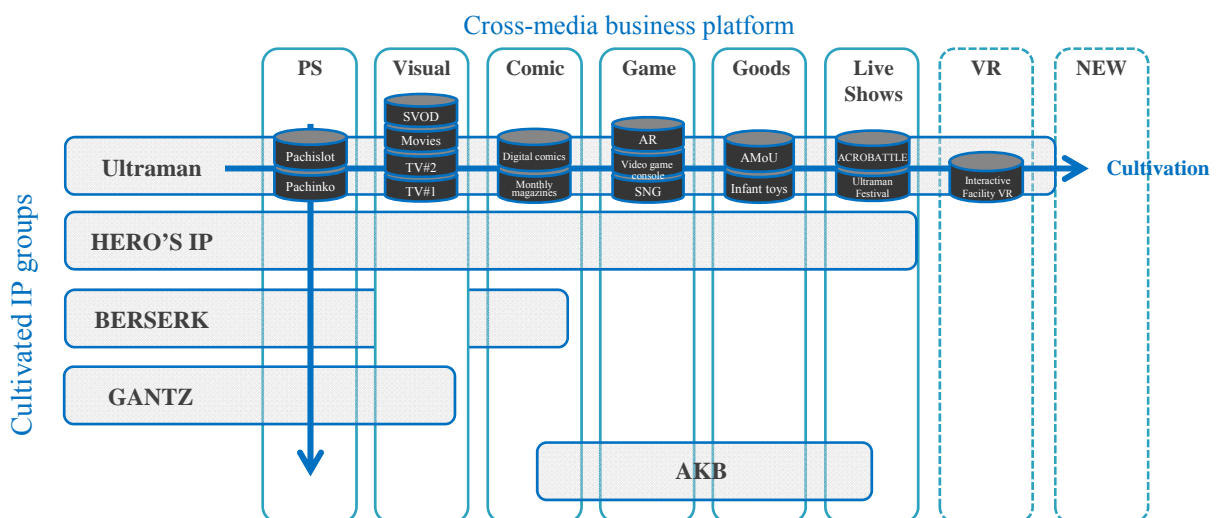 Cross-media business platform
PS
Visual
Comic
Game
Goods
Live
Shows
VR
NEW
Cultivated IP groups
Ultraman
Pachislot
Pachinko
SVOD
Movies
TV#2
TV#1
Digital comics
Monthly
magazines
AR
Video game
console
SNG
AMoU
Infant toys
ACROBATTLE
Ultraman
Festival
Interactive
Facility VR
Cultivation
HERO'S IP
BERSERK
GANTZ
AKB